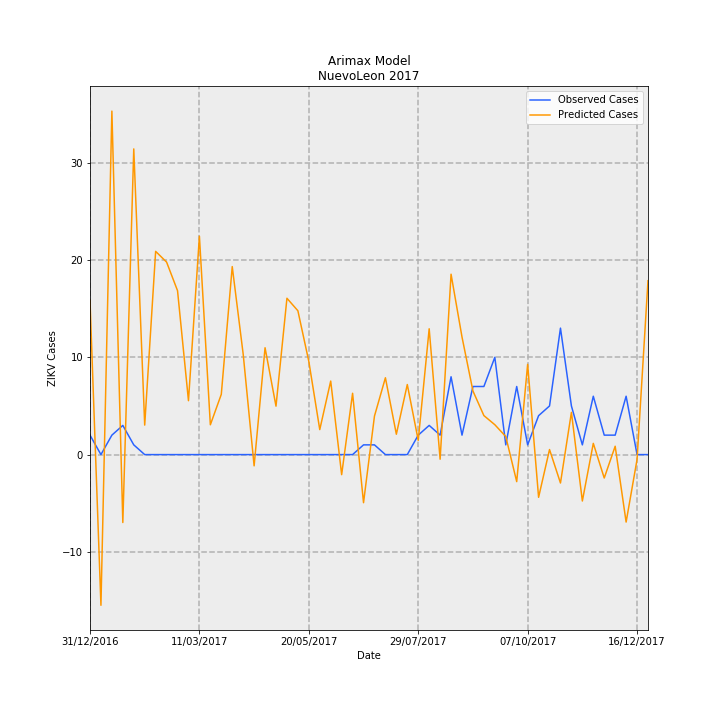 Arimax Model
NuevoLeon 2017
Observed Cases
Predicted Cases
ZIKV Cases
30
20
10
0
−10
31/12/2016
11/03/2017
20/05/2017
29/07/2017
07/10/2017
16/12/2017
Date